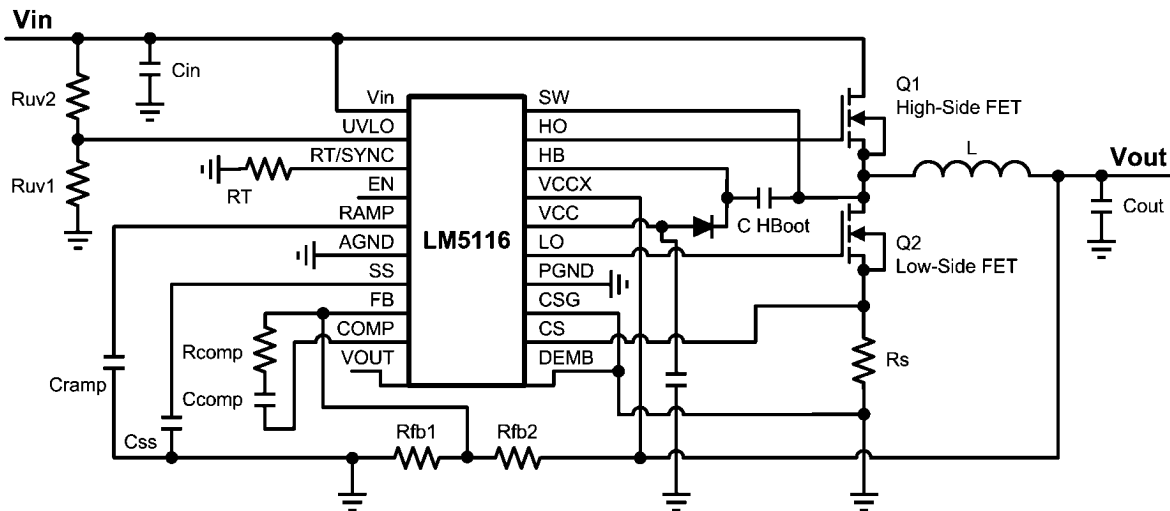 Vin
Cin
Ruv2
Ruv1
RT
Vin
UVLO
RT/SYNC
EN
RAMP
AGND
SS
FB
COMP
VOUT
LM5116
SW
HO
HB
VCCX
VCC
LO
PGND
CSG
CS
DEMB
C HBoot
Q1
High-Side FET
L
Vout
Cout
Q2
Low-Side FET
Rs
Rcomp
Ccomp
Cramp
Css
Rfb1
Rfb2